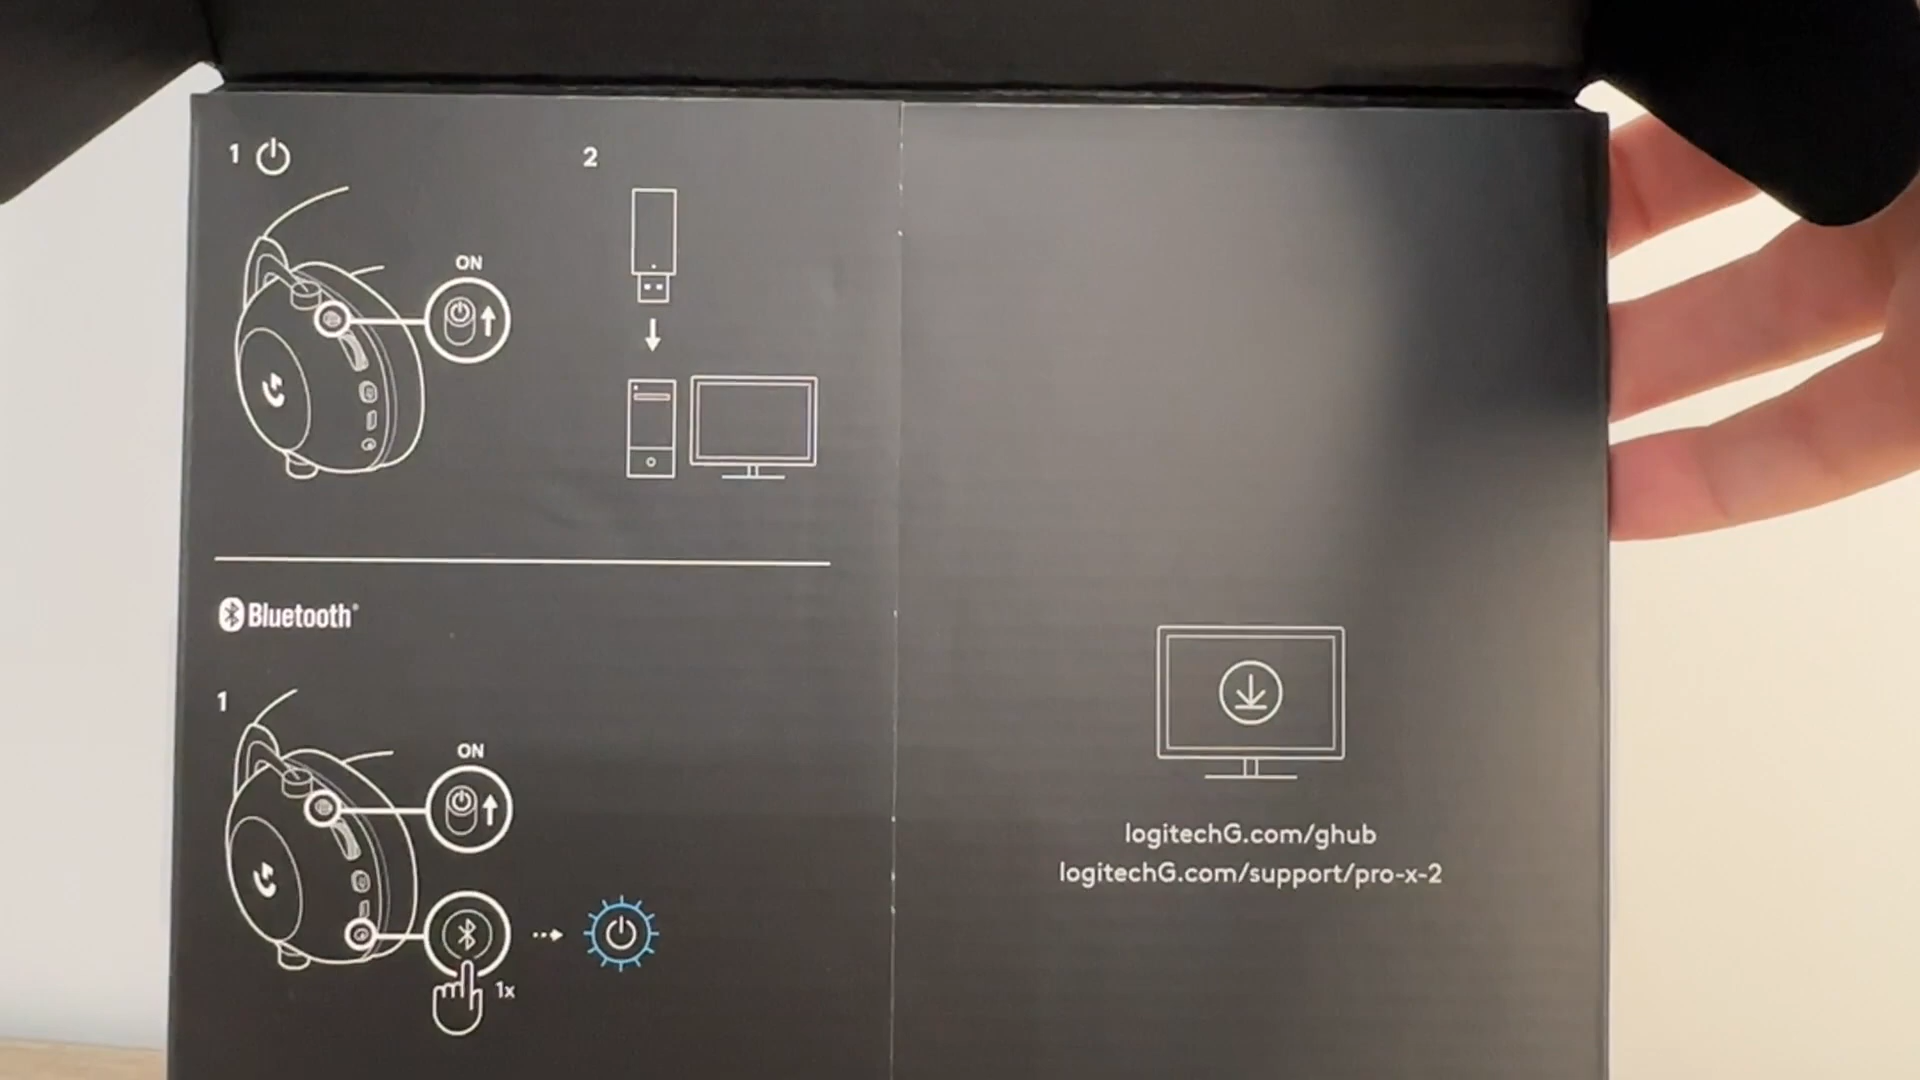 1
2
ON
Bluetooth®
1
ON
1x
logitechG.com/ghub
logitechG.com/support/pro-x-2